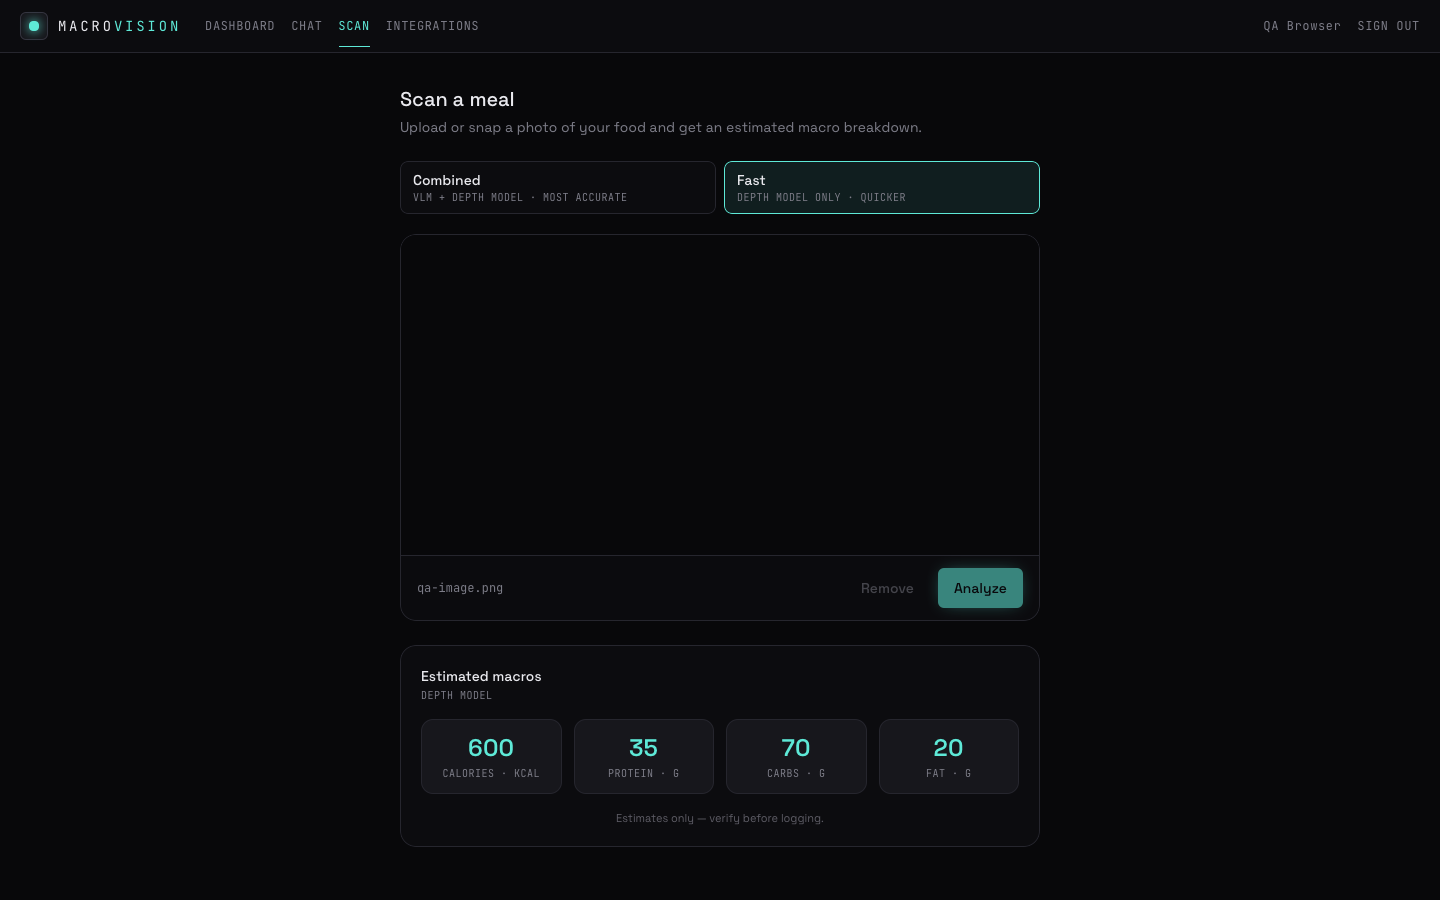 MACROVISION DASHBOARD CHAT SCAN INTEGRATIONS QA Browser SIGN OUT
Scan a meal
Upload or snap a photo of your food and get an estimated macro breakdown.
Combined
VLM + DEPTH MODEL · MOST ACCURATE
Fast
DEPTH MODEL ONLY · QUICKER
qa-image.png Remove Analyze
Estimated macros
DEPTH MODEL
600
CALORIES · KCAL
35
PROTEIN · G
70
CARBS · G
20
FAT · G
Estimates only — verify before logging.